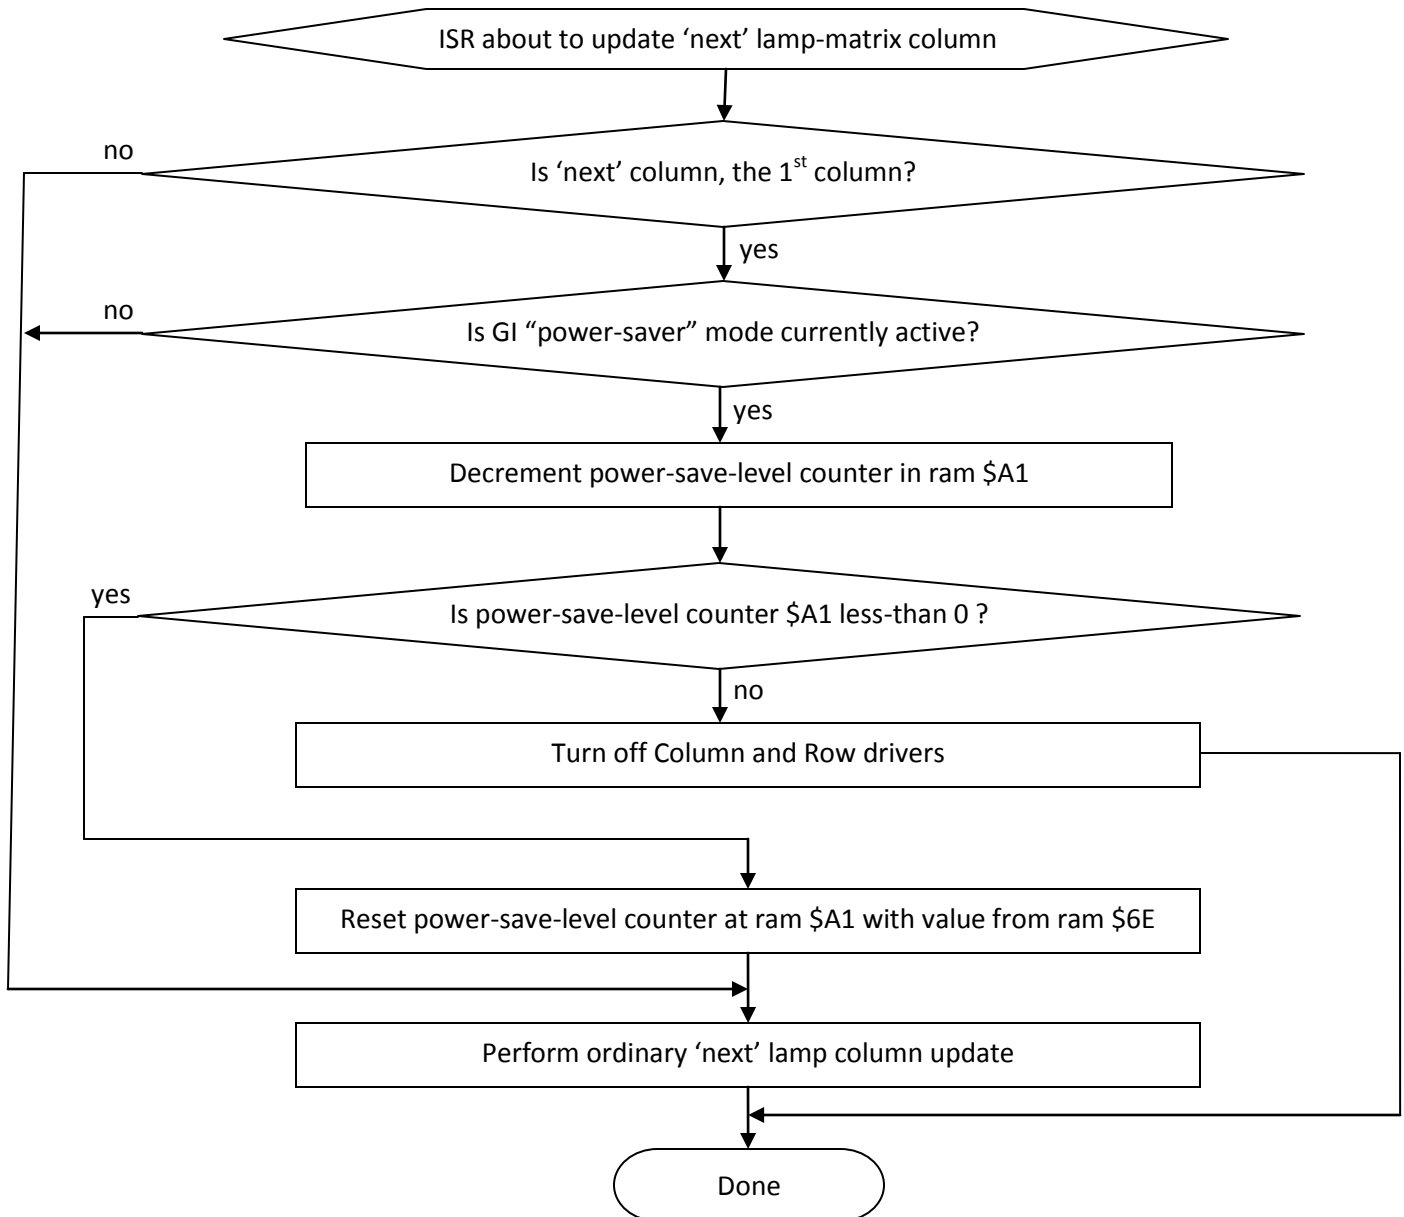 ISR about to update ‘next’ lamp-matrix column
no
Is ‘next’ column, the 1st column?
yes
no
Is GI “power-saver” mode currently active?
yes
Decrement power-save-level counter in ram $A1
yes
Is power-save-level counter $A1 less-than 0 ?
no
Turn off Column and Row drivers
Reset power-save-level counter at ram $A1 with value from ram $6E
Perform ordinary ‘next’ lamp column update
Done